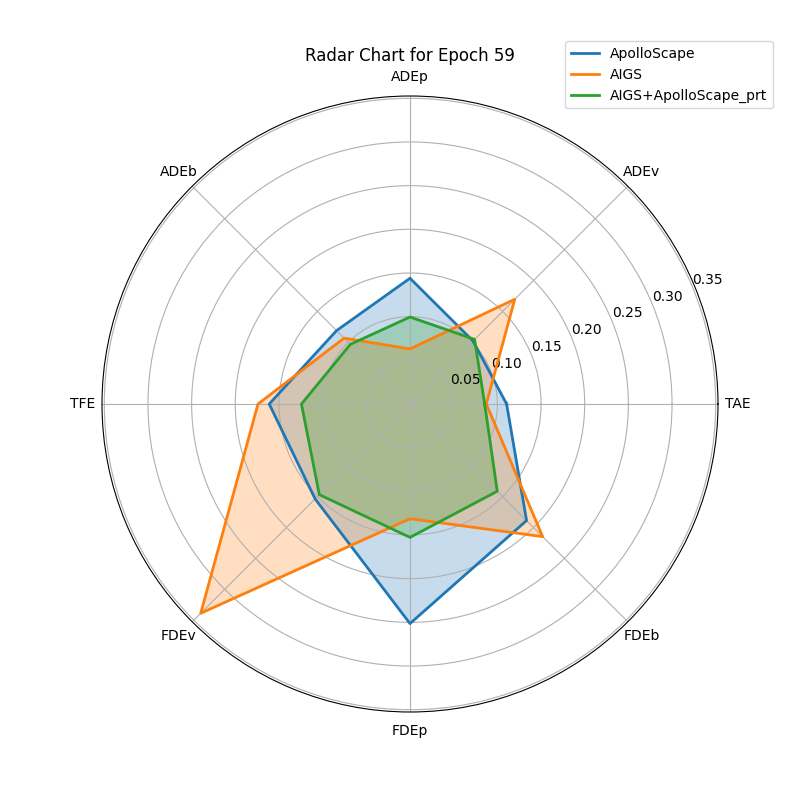 Radar Chart for Epoch 59
ApolloScape
AIGS
AIGS+ApolloScape_prt
ADEp
ADEb
ADEv
0.35
0.30
0.25
0.20
0.15
0.10
0.05
TFE
TAE
FDEv
FDEb
FDEp